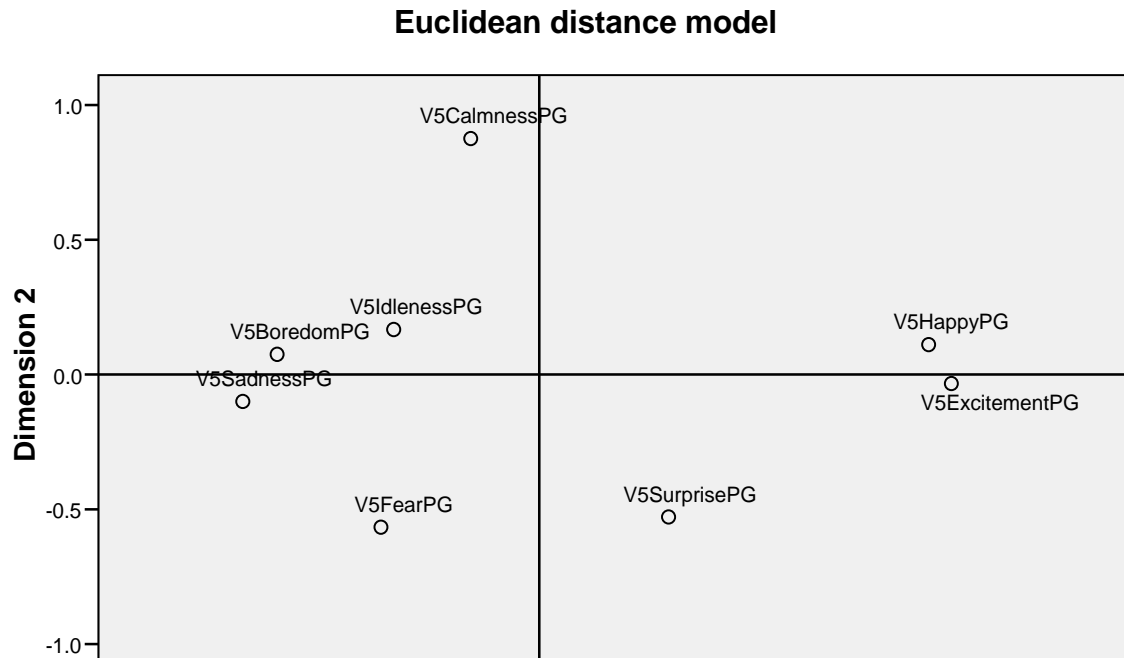 Euclidean distance model
1.0
0.5
0.0
-0.5
-1.0
Dimension 2
V5CalmnessPG
V5IdlenessPG
V5BoredomPG
V5HappyPG
V5SadnessPG
V5ExcitementPG
V5SurprisePG
V5FearPG